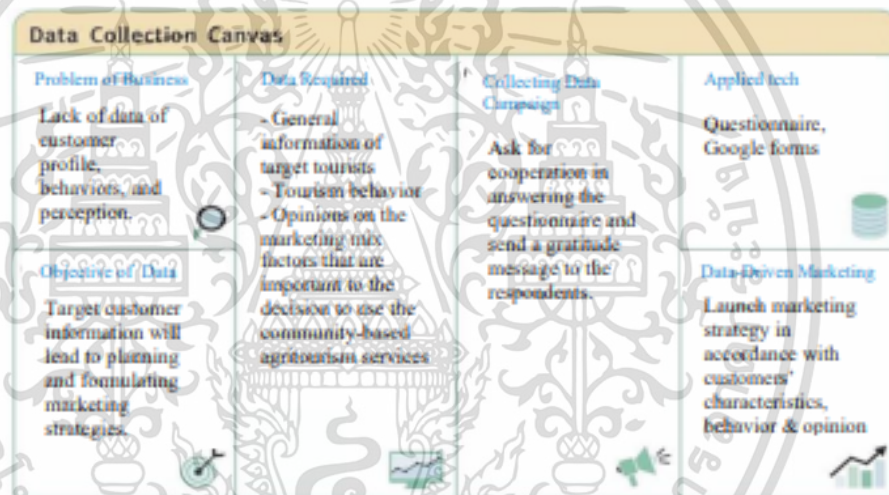 Data Collection Canvas
Problem of Business
Lack of data of
customer
profile,
behaviors, and
perception.
Objective of Data
Target customer
information will
lead to planning
and formulating
marketing
strategies.
Data Required
- General
information of
target tourists
- Tourism behavior
- Opinions on the
marketing mix
factors that are
important to the
decision to use the
community-based
agritourism services
Collecting Data
Campaign
Ask for
cooperation in
answering the
questionnaire and
send a gratitude
message to the
respondents.
Applied tech
Questionnaire,
Google forms
Data-Driven Marketing
Launch marketing
strategy in
accordance with
customers'
characteristics,
behavior & opinion